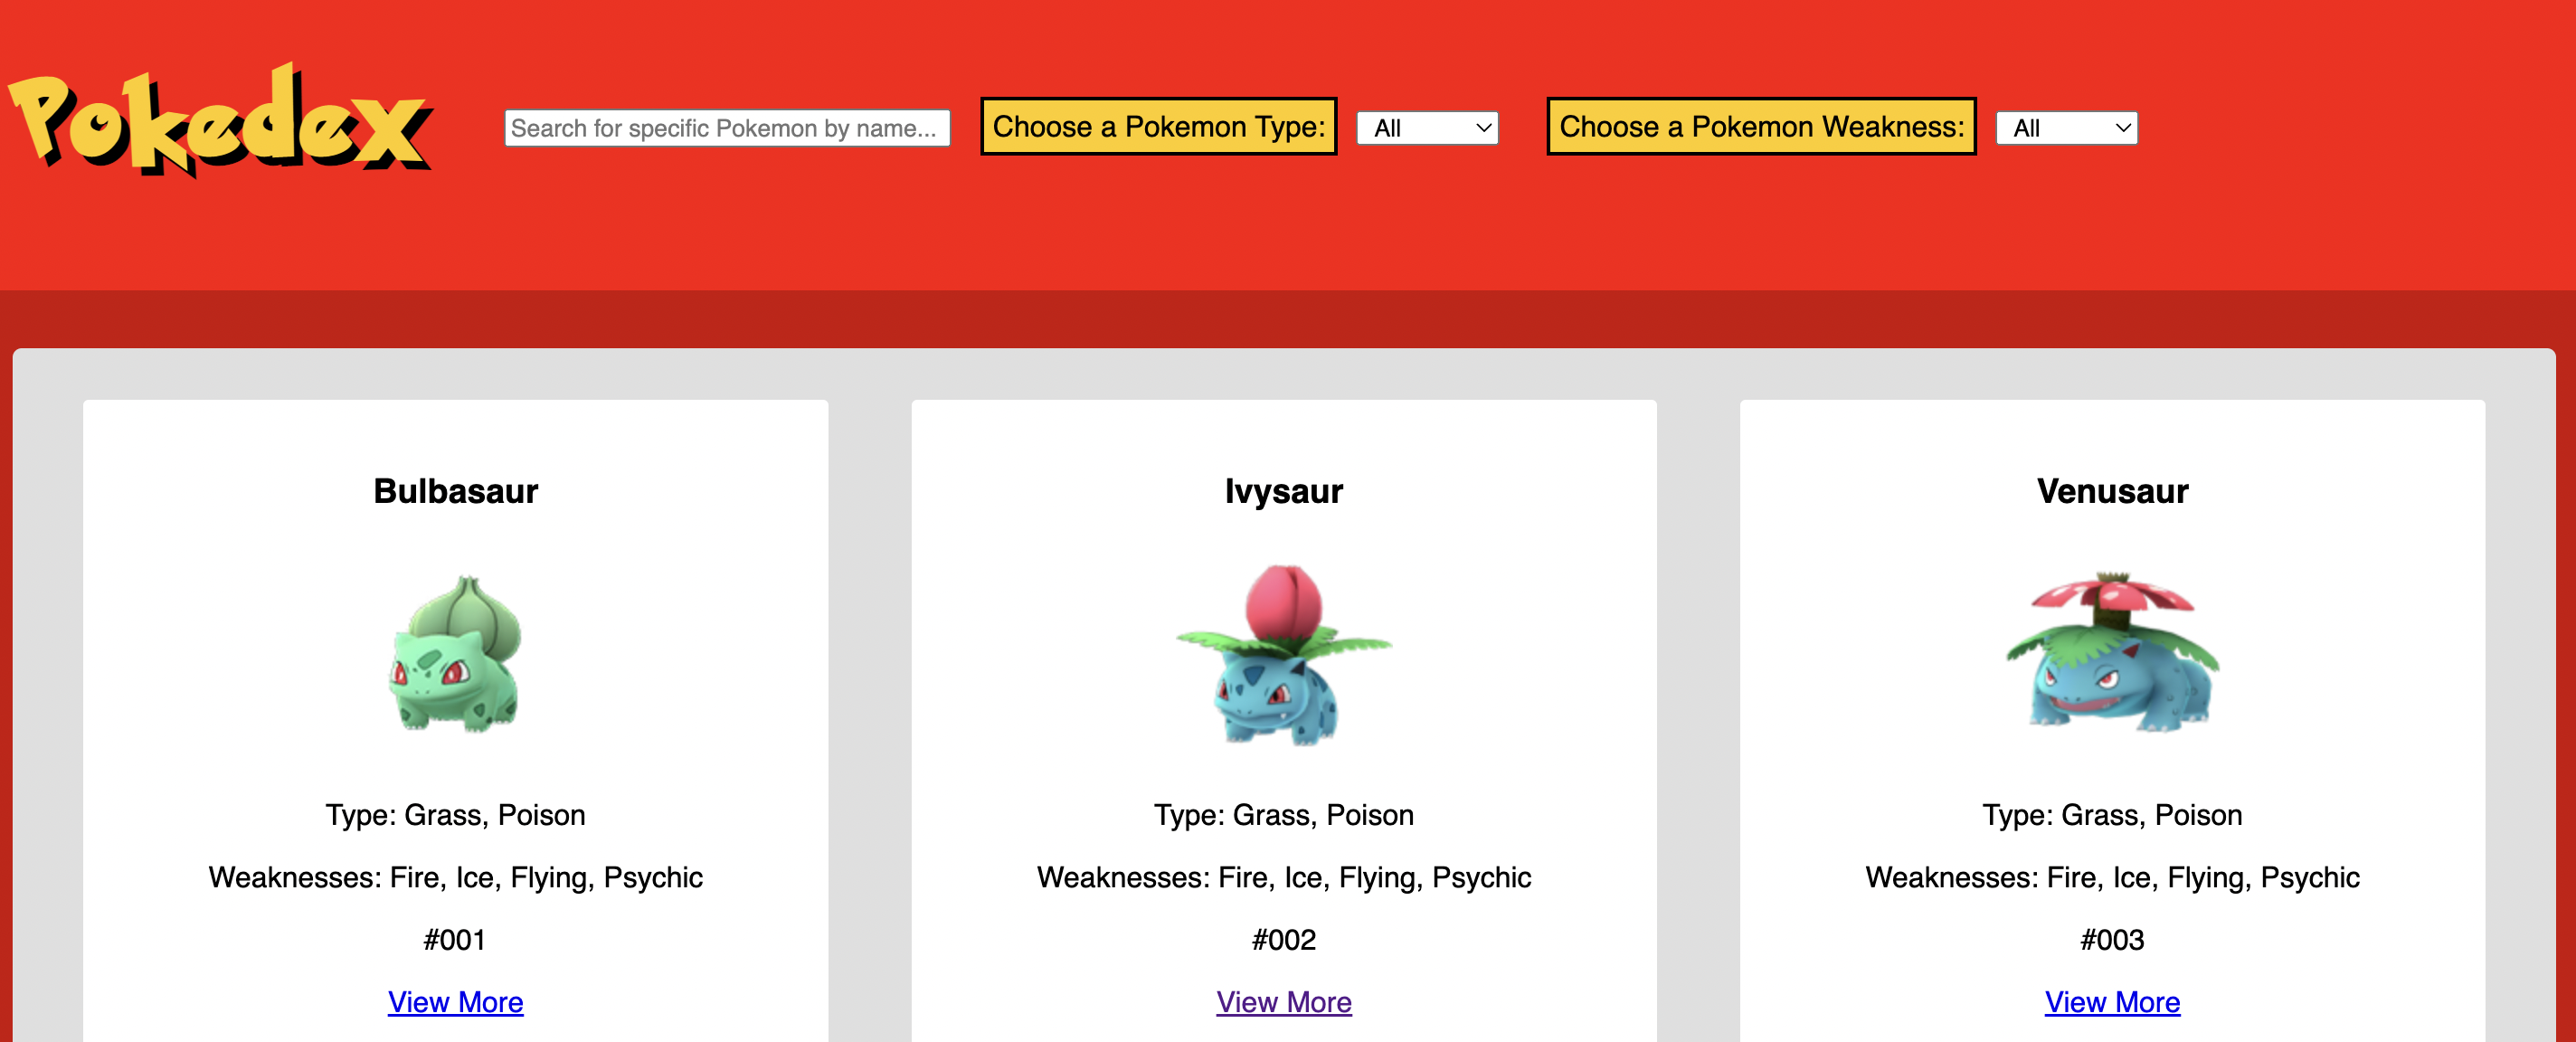 Pokedex
Search for specific Pokemon by name...
Choose a Pokemon Type:
All
Choose a Pokemon Weakness:
All
Bulbasaur
Type: Grass, Poison
Weaknesses: Fire, Ice, Flying, Psychic
#001
View More
Ivysaur
Type: Grass, Poison
Weaknesses: Fire, Ice, Flying, Psychic
#002
View More
Venusaur
Type: Grass, Poison
Weaknesses: Fire, Ice, Flying, Psychic
#003
View More